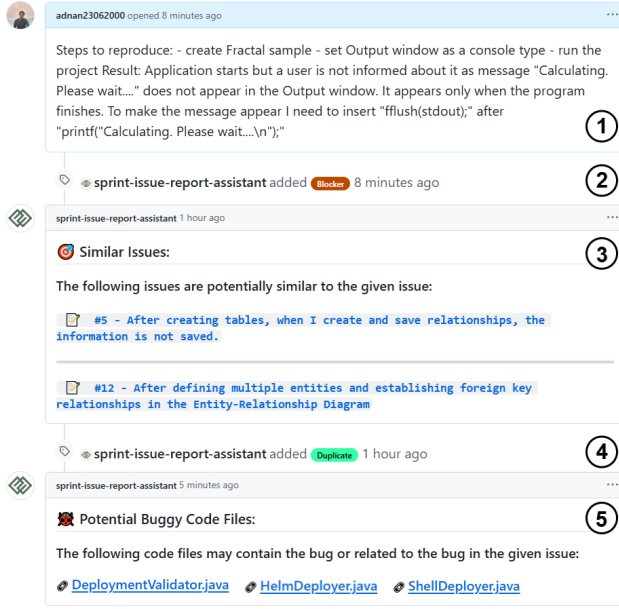 adnan23062000 opened 8 minutes ago
Steps to reproduce: - create Fractal sample - set Output window as a console type - run the
project Result: Application starts but a user is not informed about it as message "Calculating.
Please wait...." does not appear in the Output window. It appears only when the program
finishes. To make the message appear I need to insert "fflush(stdout);" after
"printf("Calculating. Please wait....\n");"
1
sprint-issue-report-assistant added Blocker 8 minutes ago
2
sprint-issue-report-assistant 1 hour ago
Similar Issues:
3
The following issues are potentially similar to the given issue:
#5 - After creating tables, when I create and save relationships, the
information is not saved.
#12 - After defining multiple entities and establishing foreign key
relationships in the Entity-Relationship Diagram
sprint-issue-report-assistant added Duplicate 1 hour ago
4
sprint-issue-report-assistant 5 minutes ago
Potential Buggy Code Files:
5
The following code files may contain the bug or related to the bug in the given issue:
DeploymentValidator.java HelmDeployer.java ShellDeployer.java